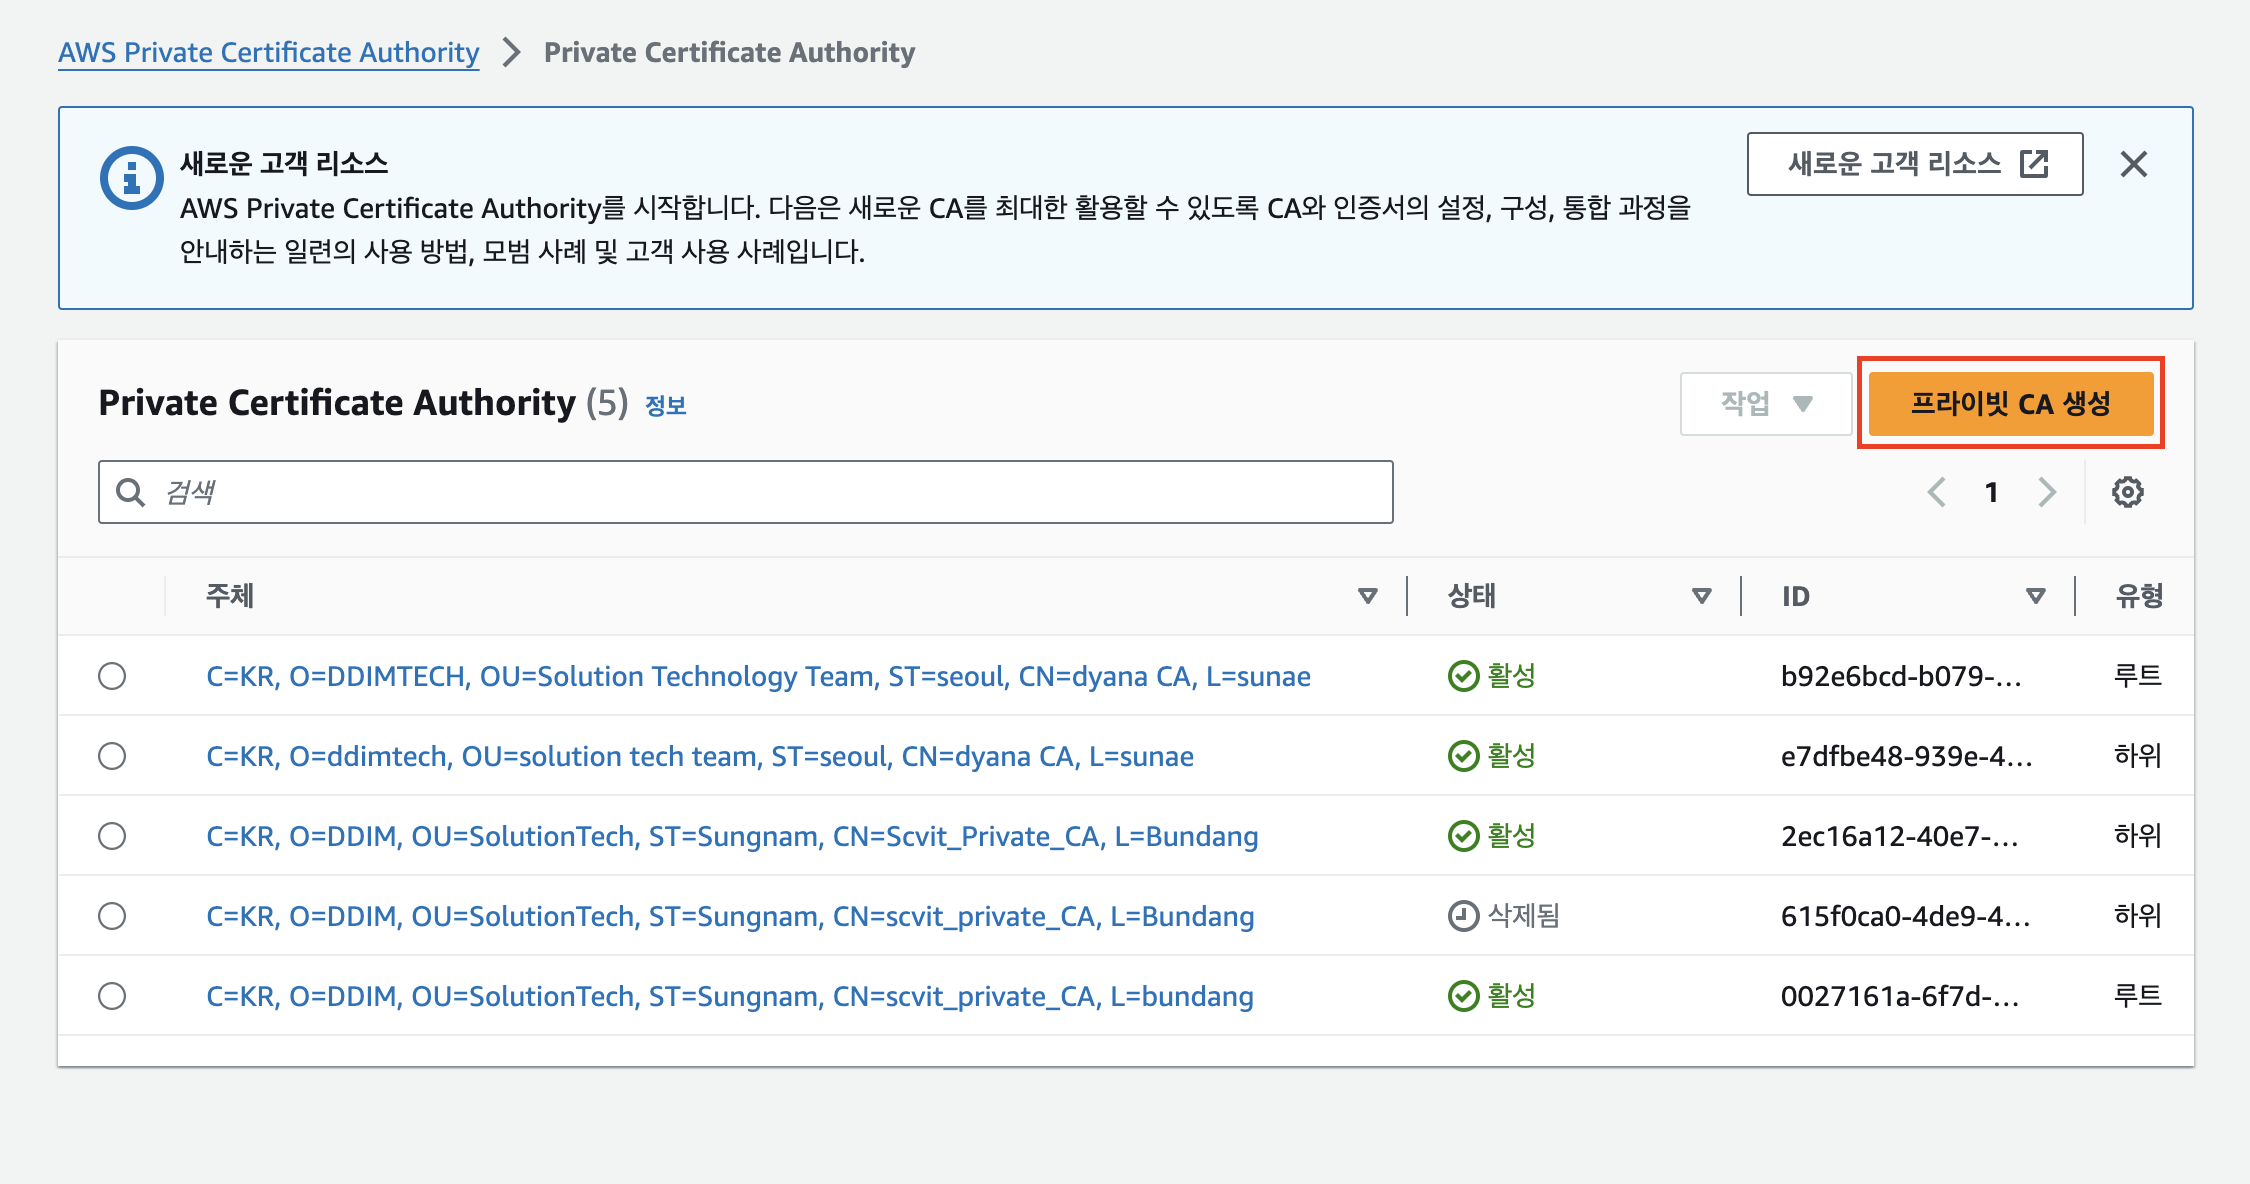 AWS Private Certificate Authority > Private Certificate Authority
새로운 고객 리소스
AWS Private Certificate Authority를 시작합니다. 다음은 새로운 CA를 최대한 활용할 수 있도록 CA와 인증서의 설정, 구성, 통합 과정을
안내하는 일련의 사용 방법, 모범 사례 및 고객 사용 사례입니다.
새로운 고객 리소스
Private Certificate Authority (5) 정보
작업
프라이빗 CA 생성
검색
1
주체 상태 ID 유형
C=KR, O=DDIMTECH, OU=Solution Technology Team, ST=seoul, CN=dyana CA, L=sunae 활성 b92e6bcd-b079-... 루트
C=KR, O=ddimtech, OU=solution tech team, ST=seoul, CN=dyana CA, L=sunae 활성 e7dfbe48-939e-4... 하위
C=KR, O=DDIM, OU=SolutionTech, ST=Sungnam, CN=Scvit_Private_CA, L=Bundang 활성 2ec16a12-40e7-... 하위
C=KR, O=DDIM, OU=SolutionTech, ST=Sungnam, CN=scvit_private_CA, L=Bundang 삭제됨 615f0ca0-4de9-4... 하위
C=KR, O=DDIM, OU=SolutionTech, ST=Sungnam, CN=scvit_private_CA, L=bundang 활성 0027161a-6f7d-... 루트